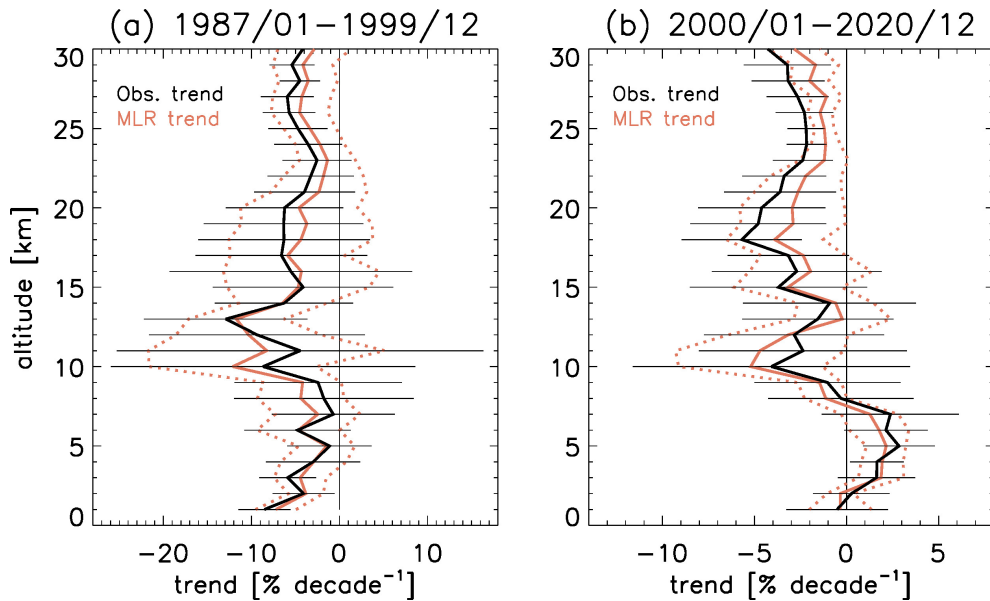 (a) 1987/01−1999/12
(b) 2000/01−2020/12
altitude [km]
30
25
20
15
10
5
0
Obs. trend
MLR trend
−20 −10 0 10
trend [% decade⁻¹]
30
25
20
15
10
5
0
Obs. trend
MLR trend
−10 −5 0 5
trend [% decade⁻¹]